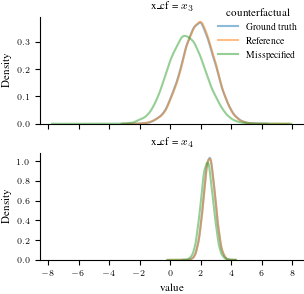 x_cf = x₃
counterfactual
Ground truth
Reference
Misspecified
Density
0.3
0.2
0.1
0.0
x_cf = x₄
Density
1.0
0.8
0.6
0.4
0.2
0.0
−8 −6 −4 −2 0 2 4 6 8
value